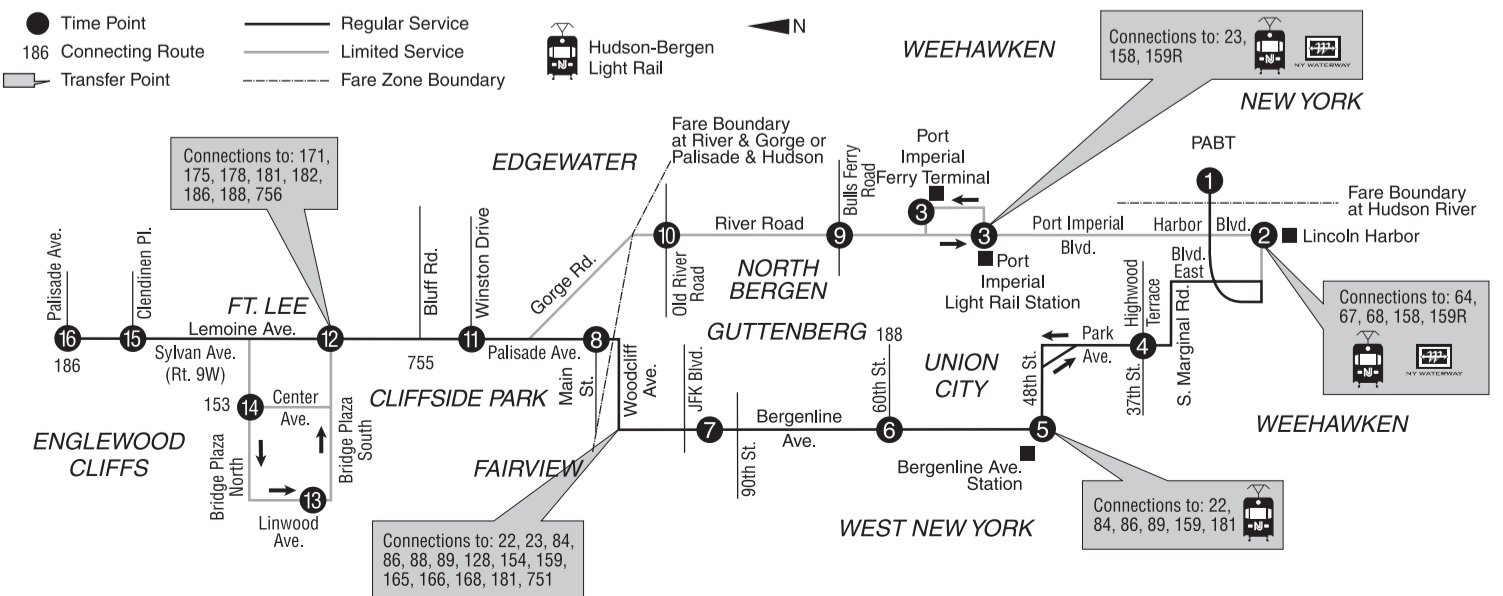 Time Point
186 Connecting Route
Transfer Point
Regular Service
Limited Service
Fare Zone Boundary
Hudson-Bergen
Light Rail
N
WEEHAWKEN
Connections to: 23,
158, 159R
NY WATERWAY
NEW YORK
PABT
1
Fare Boundary
at Hudson River
Connections to: 171,
175, 178, 181, 182,
186, 188, 756
EDGEWATER
Fare Boundary
at River & Gorge or
Palisade & Hudson
Port
Imperial
Ferry Terminal
3
Bulls Ferry
Road
10
River Road
9
3
Port Imperial
Blvd.
Harbor
Blvd.
2
Lincoln Harbor
Old River
Road
NORTH
BERGEN
Port
Imperial
Light Rail Station
Blvd.
East
Palisade Ave.
Clendinen Pl.
FT. LEE
Bluff Rd.
Winston Drive
Gorge Rd.
GUTTENBERG
Highwood
Terrace
S. Marginal Rd.
Connections to: 64,
67, 68, 158, 159R
NY WATERWAY
16
15
Lemoine Ave.
12
11
8
188
Park
Ave.
4
186
Sylvan Ave.
(Rt. 9W)
755
Palisade Ave.
Main
St.
Woodcliff
Ave.
JFK Blvd.
60th St.
UNION
CITY
48th St.
37th St.
153
14
Center
Ave.
CLIFFSIDE PARK
WEEHAWKEN
ENGLEWOOD
CLIFFS
Bridge Plaza
North
Bridge Plaza
South
7
Bergenline
Ave.
6
5
FAIRVIEW
90th St.
Bergenline Ave.
Station
13
Linwood
Ave.
WEST NEW YORK
Connections to: 22,
84, 86, 89, 159, 181
Connections to: 22, 23, 84,
86, 88, 89, 128, 154, 159,
165, 166, 168, 181, 751